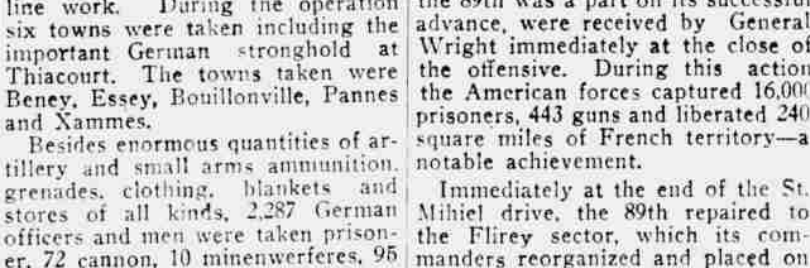 line work. During the operation
six towns were taken including the
important German stronghold at
Thiacourt. The towns taken were
Beney, Essey, Bouillonville, Pannes
and Xammes.
Besides enormous quantities of ar-
tillery and small arms ammunition,
grenades, clothing, blankets and
stores of all kinds, 2,287 German
officers and men were taken prison-
er, 72 cannon, 10 minenwerferes, 95
the 89th was a part on its successful
advance, were received by General
Wright immediately at the close of
the offensive. During this action
the American forces captured 16,000
prisoners, 443 guns and liberated 240
square miles of French territory—a
notable achievement.
Immediately at the end of the St.
Mihiel drive, the 89th repaired to
the Flirey sector, which its com-
manders reorganized and placed on